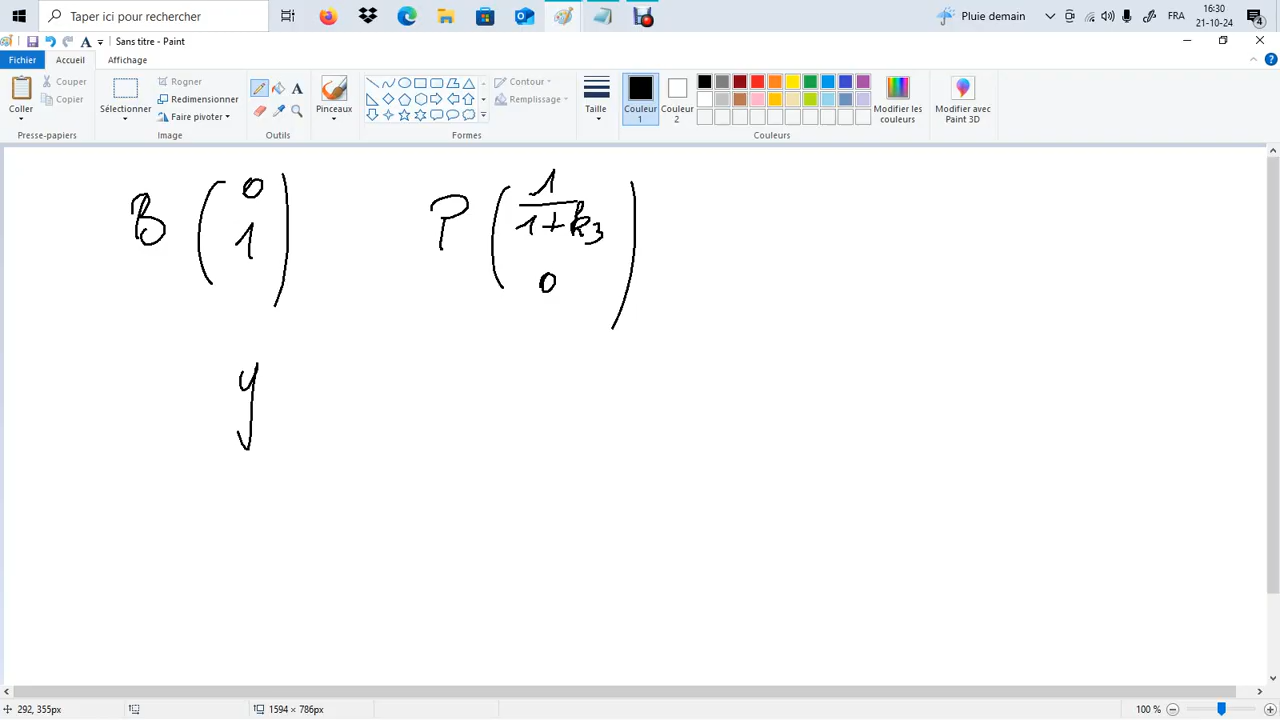 Taper ici pour rechercher
Pluie demain
FRA
16:30
21-10-24
4
Sans titre - Paint
Fichier
Accueil
Affichage
Coller
Couper
Copier
Presse-papiers
Sélectionner
Rogner
Redimensionner
Faire pivoter
Image
A
Outils
Pinceaux
Contour
Remplissage
Formes
Taille
Couleur
1
Couleur
2
Modifier les
couleurs
Couleurs
Modifier avec
Paint 3D
B ( 0
1 )
P ( 1
1+k3
0 )
y
292, 355px
1594 × 786px
100 %